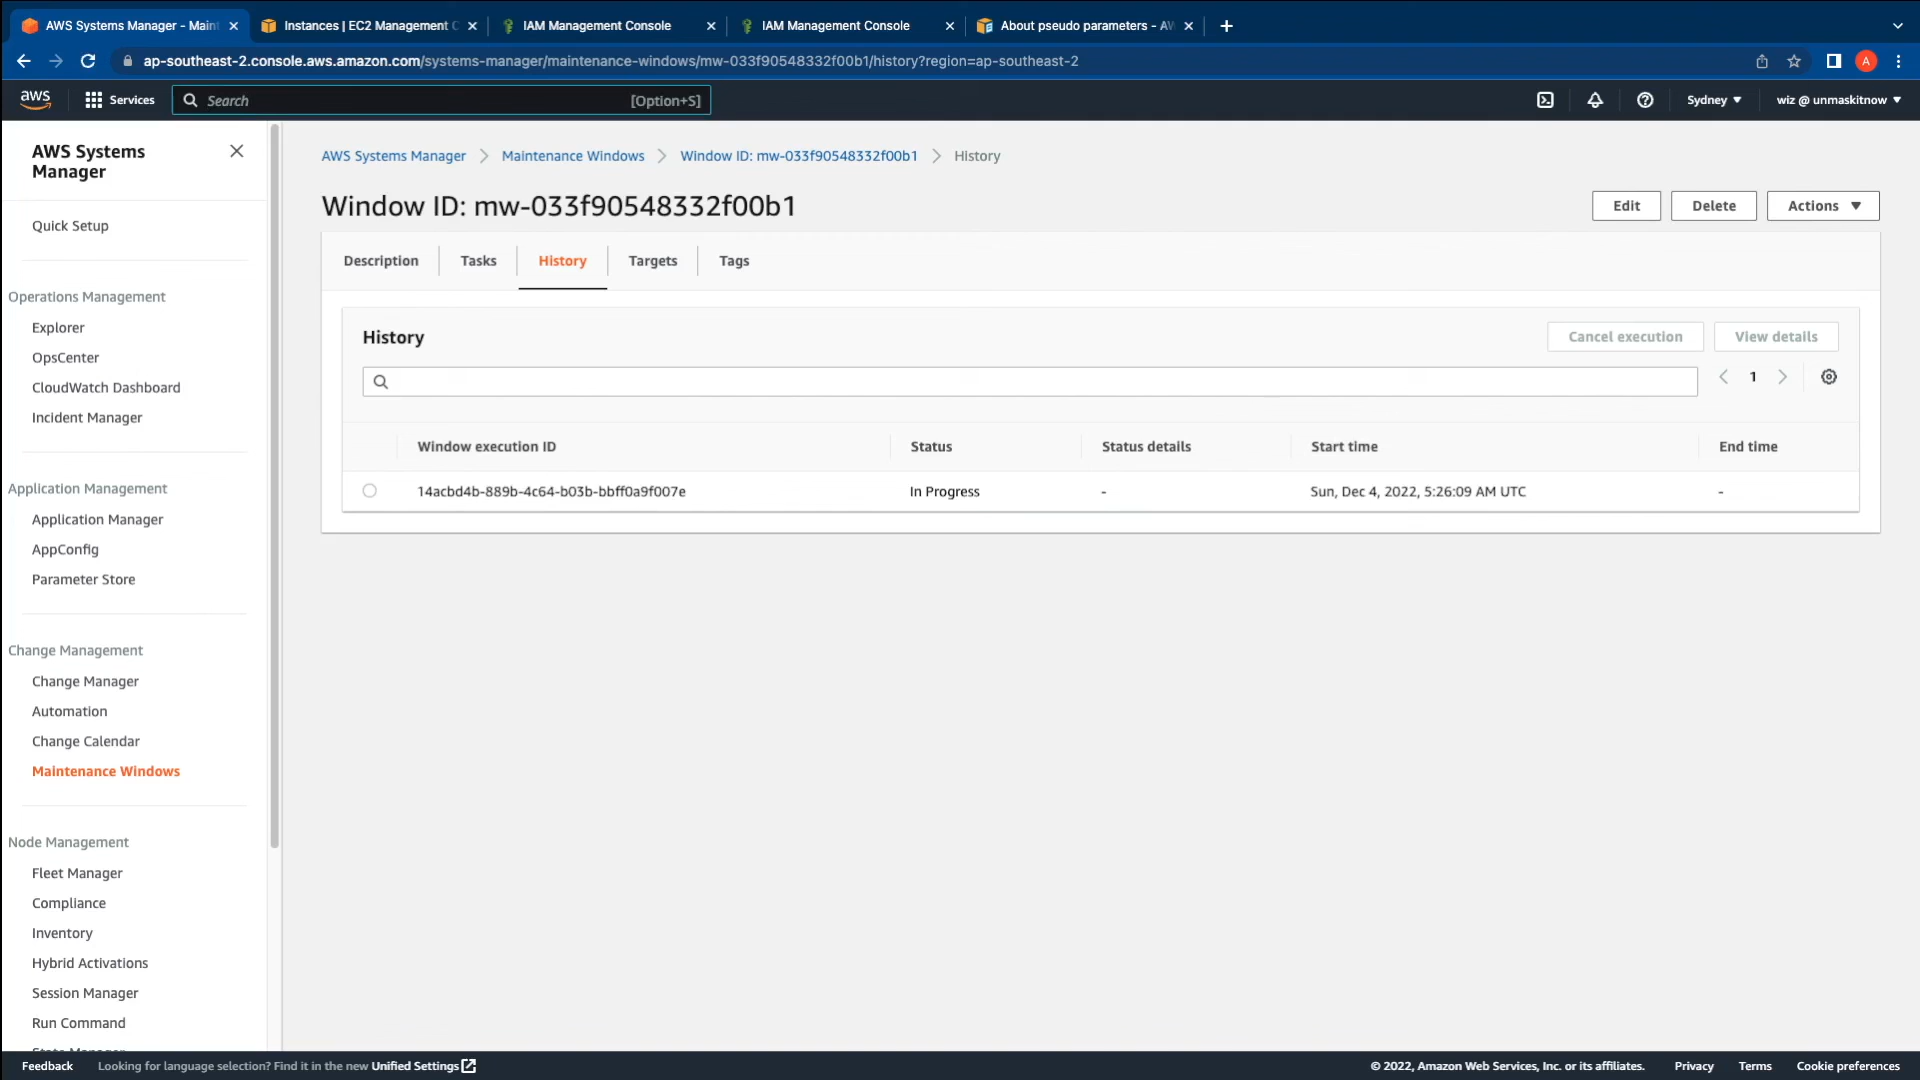 AWS Systems Manager - Main
Instances | EC2 Management C
IAM Management Console
IAM Management Console
About pseudo parameters - AW
ap-southeast-2.console.aws.amazon.com/systems-manager/maintenance-windows/mw-033f90548332f00b1/history?region=ap-southeast-2
A
aws
Services
Search
[Option+S]
Sydney
wiz @ unmaskitnow
AWS Systems
Manager
Quick Setup
Operations Management
Explorer
OpsCenter
CloudWatch Dashboard
Incident Manager
Application Management
Application Manager
AppConfig
Parameter Store
Change Management
Change Manager
Automation
Change Calendar
Maintenance Windows
Node Management
Fleet Manager
Compliance
Inventory
Hybrid Activations
Session Manager
Run Command
State Manager
AWS Systems Manager
Maintenance Windows
Window ID: mw-033f90548332f00b1
History
Window ID: mw-033f90548332f00b1
Edit
Delete
Actions
Description
Tasks
History
Targets
Tags
History
Cancel execution
View details
1
Window execution ID Status Status details Start time End time
14acbd4b-889b-4c64-b03b-bbff0a9f007e In Progress - Sun, Dec 4, 2022, 5:26:09 AM UTC -
Feedback
Looking for language selection? Find it in the new Unified Settings
© 2022, Amazon Web Services, Inc. or its affiliates.
Privacy
Terms
Cookie preferences